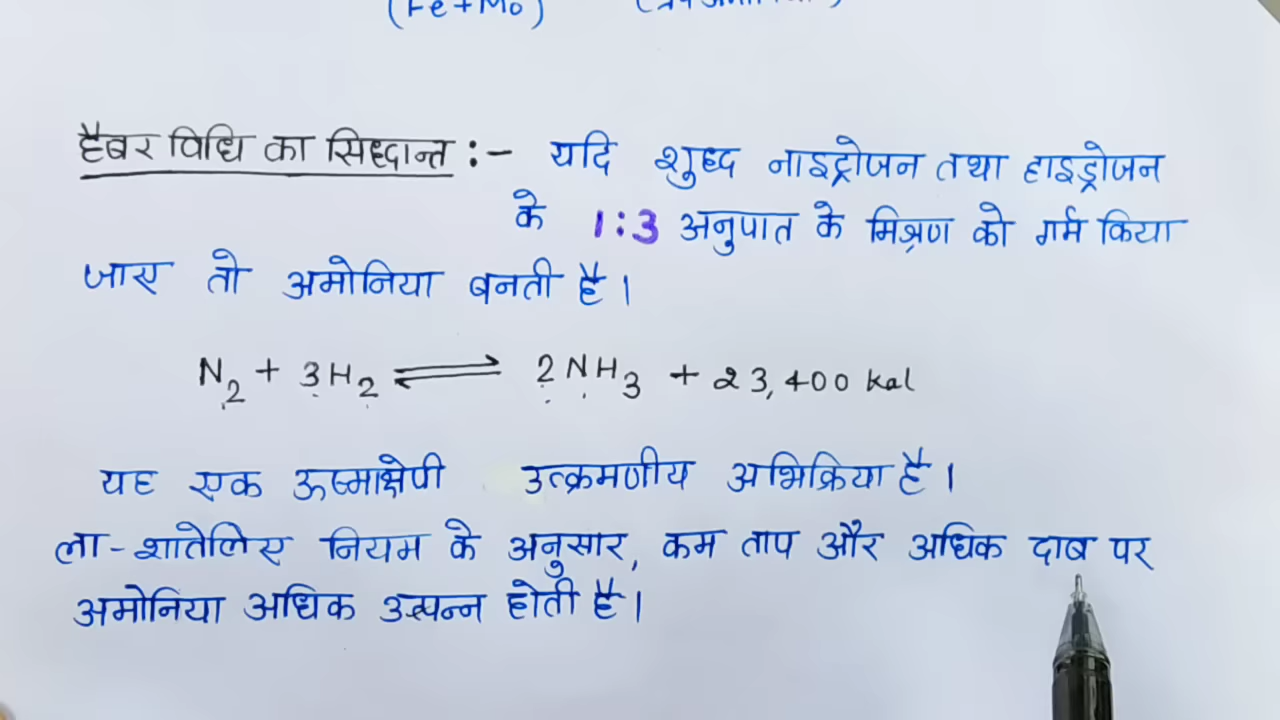 (Fe+Mo)
हैबर विधि का सिद्धान्त :- यदि शुद्ध नाइट्रोजन तथा हाइड्रोजन
के 1:3 अनुपात के मिश्रण को गर्म किया
जाए तो अमोनिया बनती है।
N₂ + 3H₂ ⇌ 2NH₃ + 23,400 Kal
यह एक ऊष्माक्षेपी उत्क्रमणीय अभिक्रिया है।
ला-शातेलिए नियम के अनुसार, कम ताप और अधिक दाब पर
अमोनिया अधिक उत्पन्न होती है।